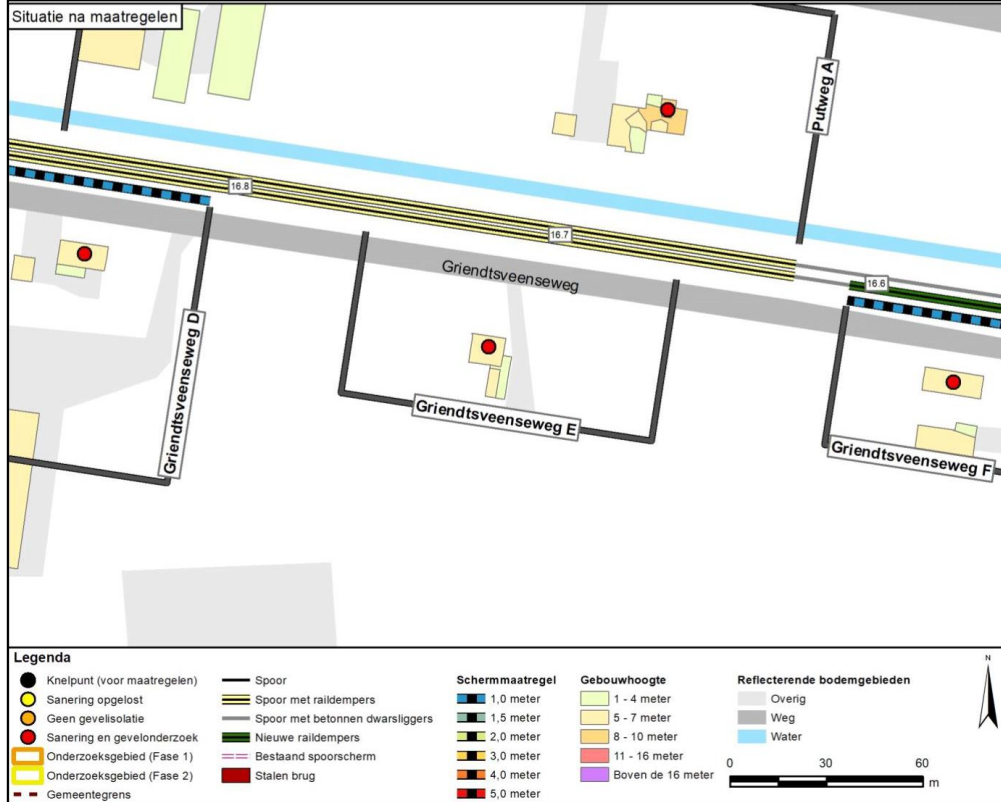 Situatie na maatregelen
Putweg A
16.8
16.7
16.6
Griendtsveenseweg
Griendtsveenseweg D
Griendtsveenseweg E
Griendtsveenseweg F
Legenda
Knelpunt (voor maatregelen)
Sanering opgelost
Geen gevelisolatie
Sanering en gevelonderzoek
Onderzoeksgebied (Fase 1)
Onderzoeksgebied (Fase 2)
Gemeentegrens
Spoor
Spoor met raildempers
Spoor met betonnen dwarsliggers
Nieuwe raildempers
Bestaand spoorscherm
Stalen brug
Schermmaatregel
1,0 meter
1,5 meter
2,0 meter
3,0 meter
4,0 meter
5,0 meter
Gebouwhoogte
1 - 4 meter
5 - 7 meter
8 - 10 meter
11 - 16 meter
Boven de 16 meter
Reflecterende bodemgebieden
Overig
Weg
Water
N
0 30 60
m